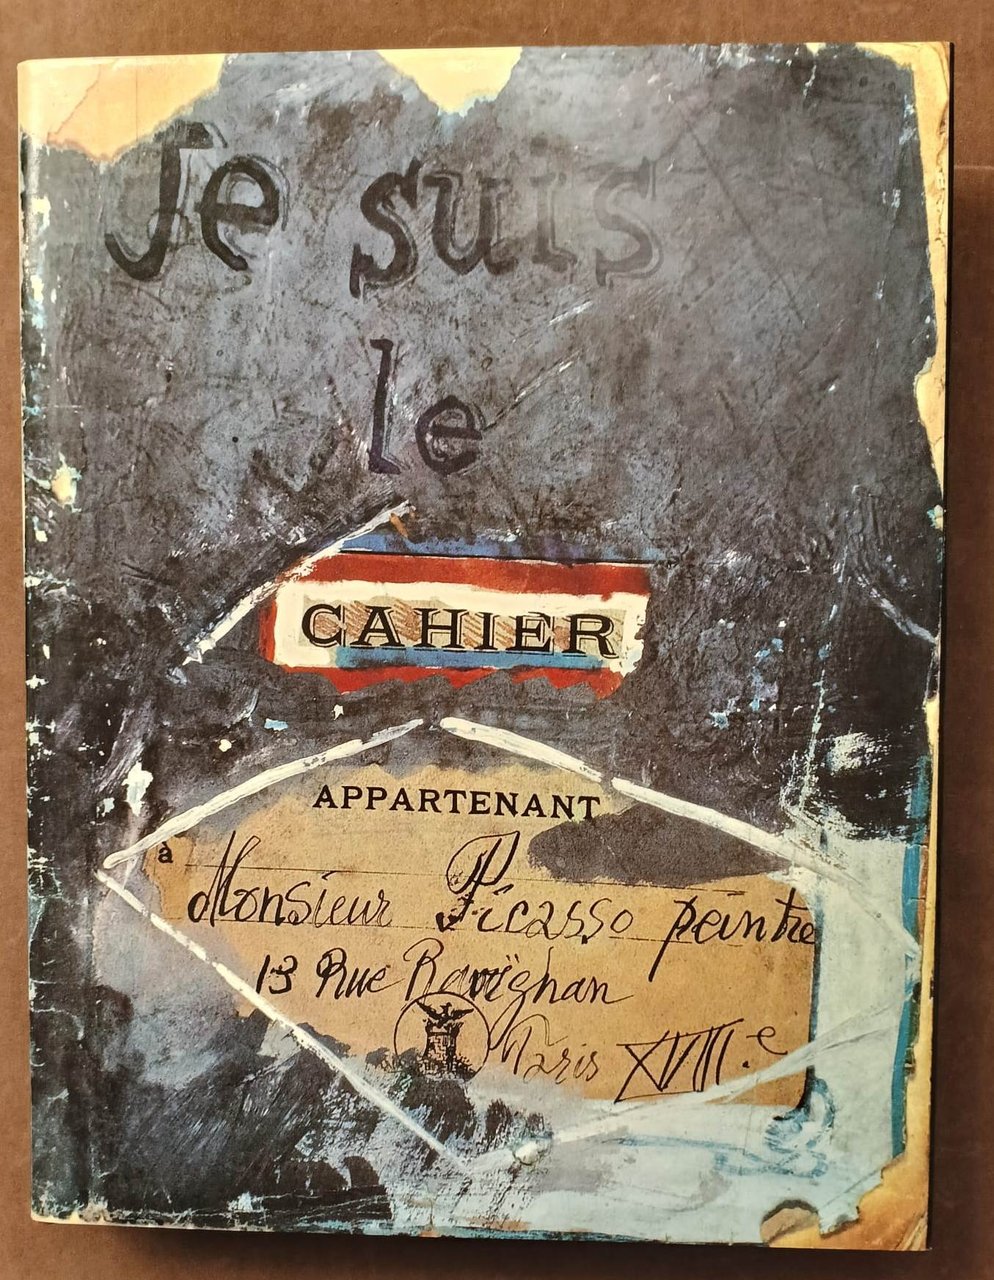 Je suis
le
CAHIER
APPARTENANT
à
Monsieur Picasso peintre
13 Rue Ravignan
Paris XVIII.e